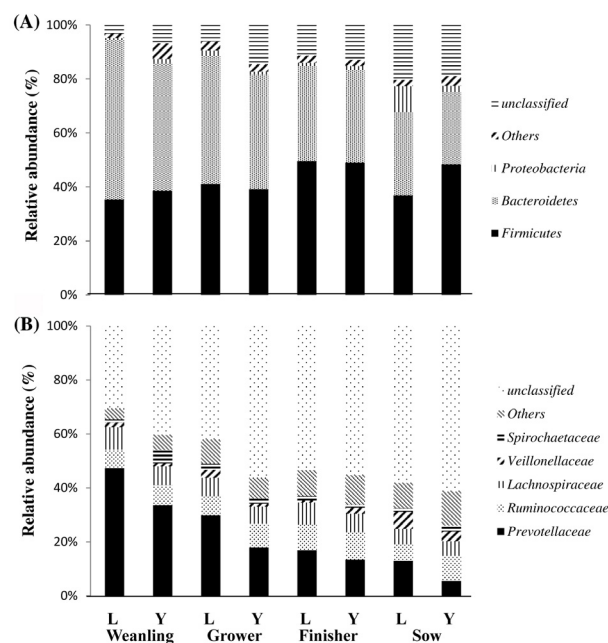 (A)
Relative abundance (%)
100%
80%
60%
40%
20%
0%
unclassified
Others
Proteobacteria
Bacteroidetes
Firmicutes
(B)
Relative abundance (%)
100%
80%
60%
40%
20%
0%
unclassified
Others
Spirochaetaceae
Veillonellaceae
Lachnospiraceae
Ruminococcaceae
Prevotellaceae
L Y L Y L Y L Y
Weanling Grower Finisher Sow